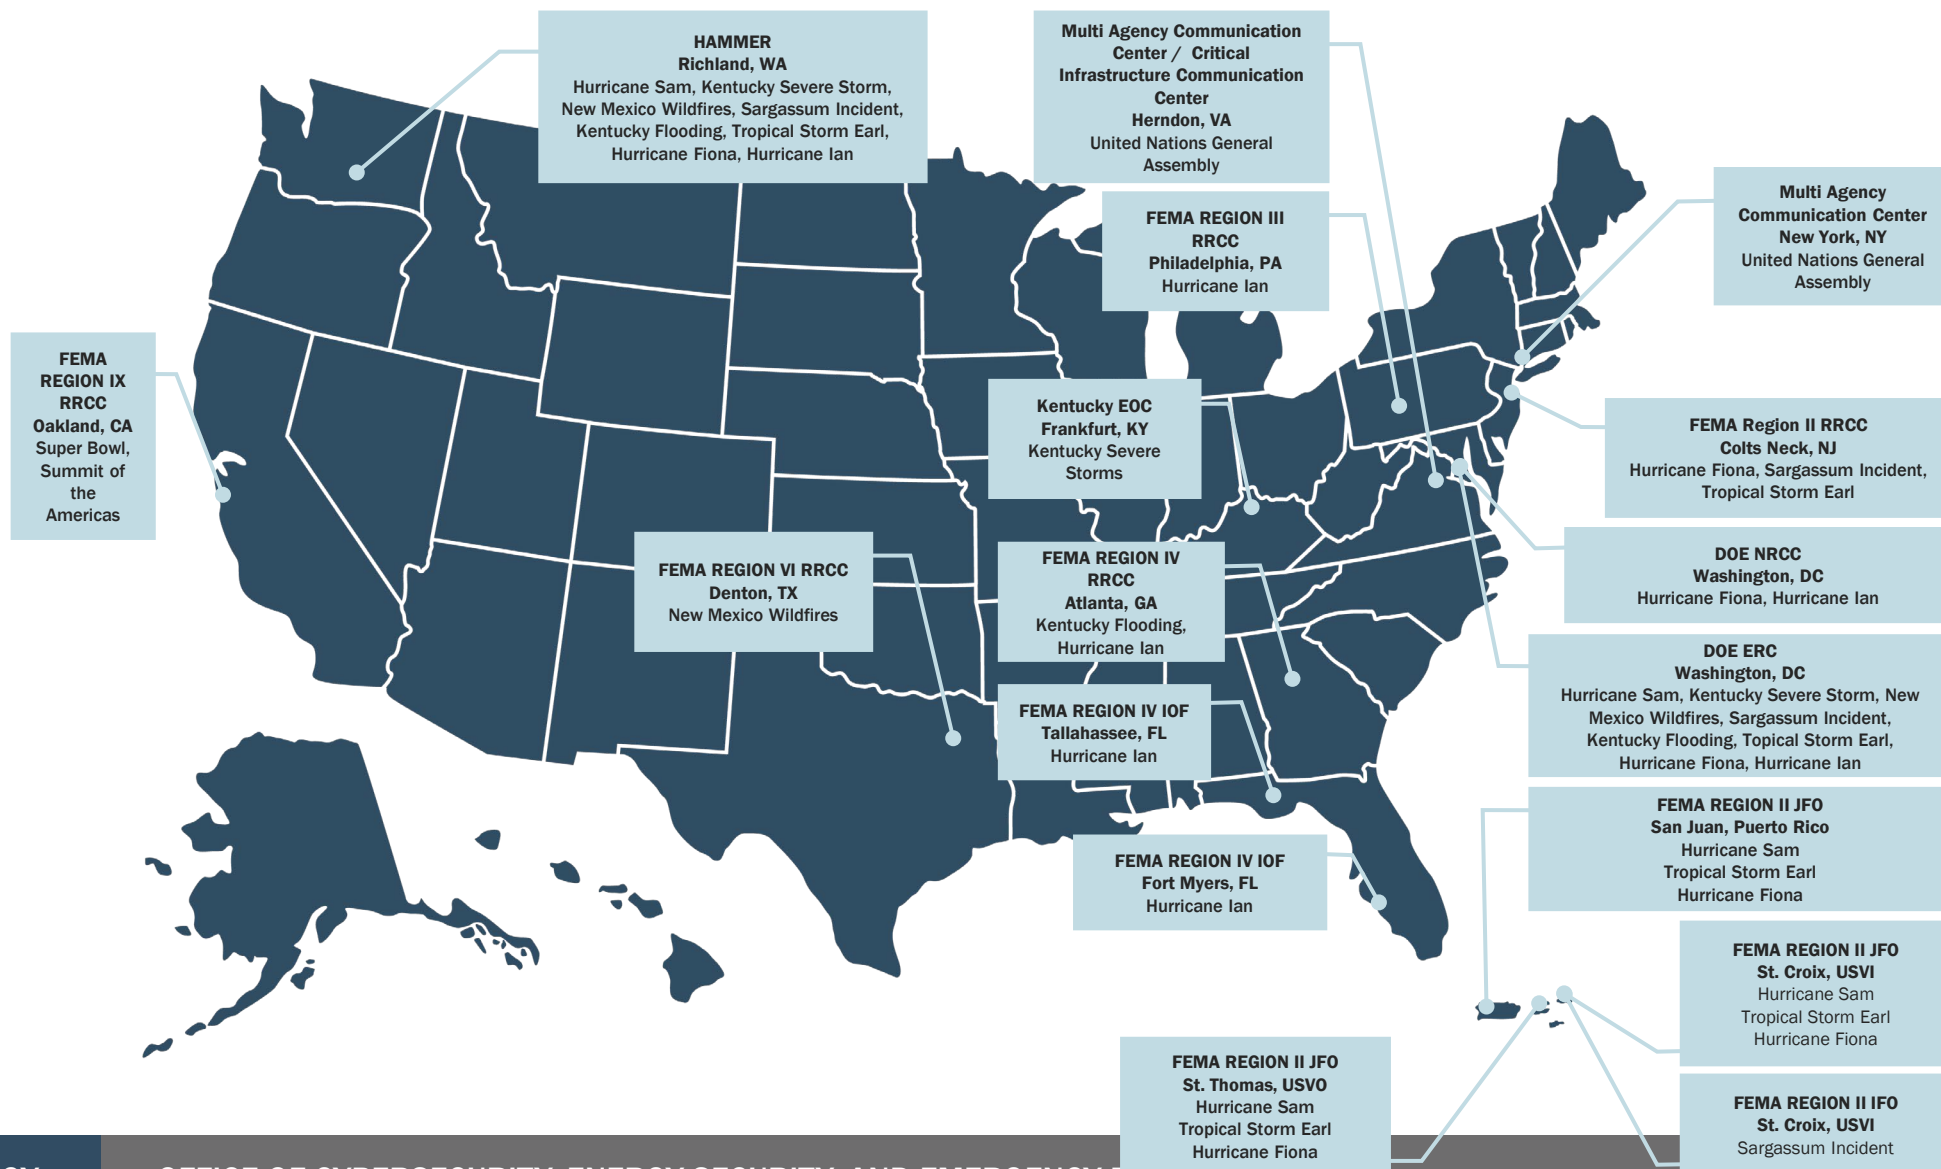 HAMMER
Richland, WA
Hurricane Sam, Kentucky Severe Storm,
New Mexico Wildfires, Sargassum Incident,
Kentucky Flooding, Tropical Storm Earl,
Hurricane Fiona, Hurricane Ian
Multi Agency Communication
Center / Critical
Infrastructure Communication
Center
Herndon, VA
United Nations General
Assembly
FEMA REGION III
RRCC
Philadelphia, PA
Hurricane Ian
Multi Agency
Communication Center
New York, NY
United Nations General
Assembly
FEMA
REGION IX
RRCC
Oakland, CA
Super Bowl,
Summit of
the
Americas
Kentucky EOC
Frankfurt, KY
Kentucky Severe
Storms
FEMA Region II RRCC
Colts Neck, NJ
Hurricane Fiona, Sargassum Incident,
Tropical Storm Earl
FEMA REGION VI RRCC
Denton, TX
New Mexico Wildfires
FEMA REGION IV
RRCC
Atlanta, GA
Kentucky Flooding,
Hurricane Ian
DOE NRCC
Washington, DC
Hurricane Fiona, Hurricane Ian
DOE ERC
Washington, DC
Hurricane Sam, Kentucky Severe Storm, New
Mexico Wildfires, Sargassum Incident,
Kentucky Flooding, Topical Storm Earl,
Hurricane Fiona, Hurricane Ian
FEMA REGION IV IOF
Tallahassee, FL
Hurricane Ian
FEMA REGION II JFO
San Juan, Puerto Rico
Hurricane Sam
Tropical Storm Earl
Hurricane Fiona
FEMA REGION IV IOF
Fort Myers, FL
Hurricane Ian
FEMA REGION II JFO
St. Croix, USVI
Hurricane Sam
Tropical Storm Earl
Hurricane Fiona
FEMA REGION II JFO
St. Thomas, USVO
Hurricane Sam
Tropical Storm Earl
Hurricane Fiona
FEMA REGION II IFO
St. Croix, USVI
Sargassum Incident
OFFICE OF CYBERSECURITY, ENERGY SECURITY, AND EMERGENCY